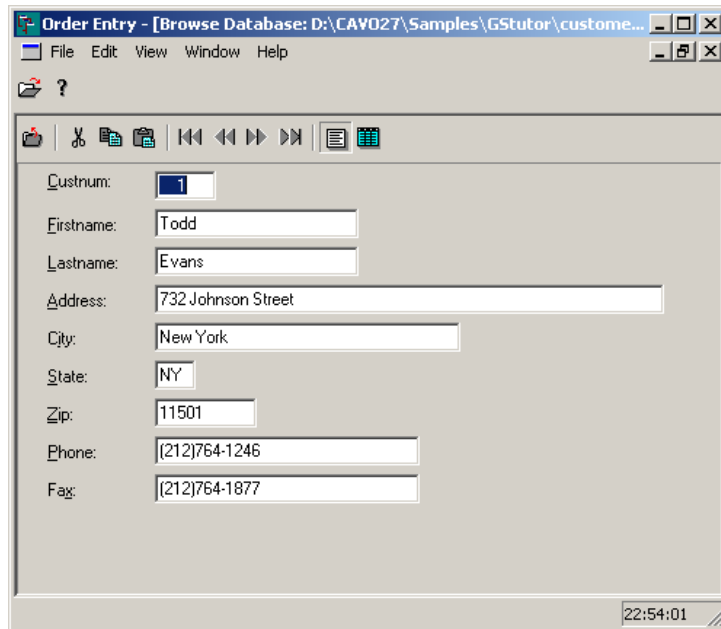 Order Entry - [Browse Database: D:\CAVO27\Samples\GStutor\custome...
File Edit View Window Help
?
Custnum: 1
Firstname: Todd
Lastname: Evans
Address: 732 Johnson Street
City: New York
State: NY
Zip: 11501
Phone: (212)764-1246
Fax: (212)764-1877
22:54:01